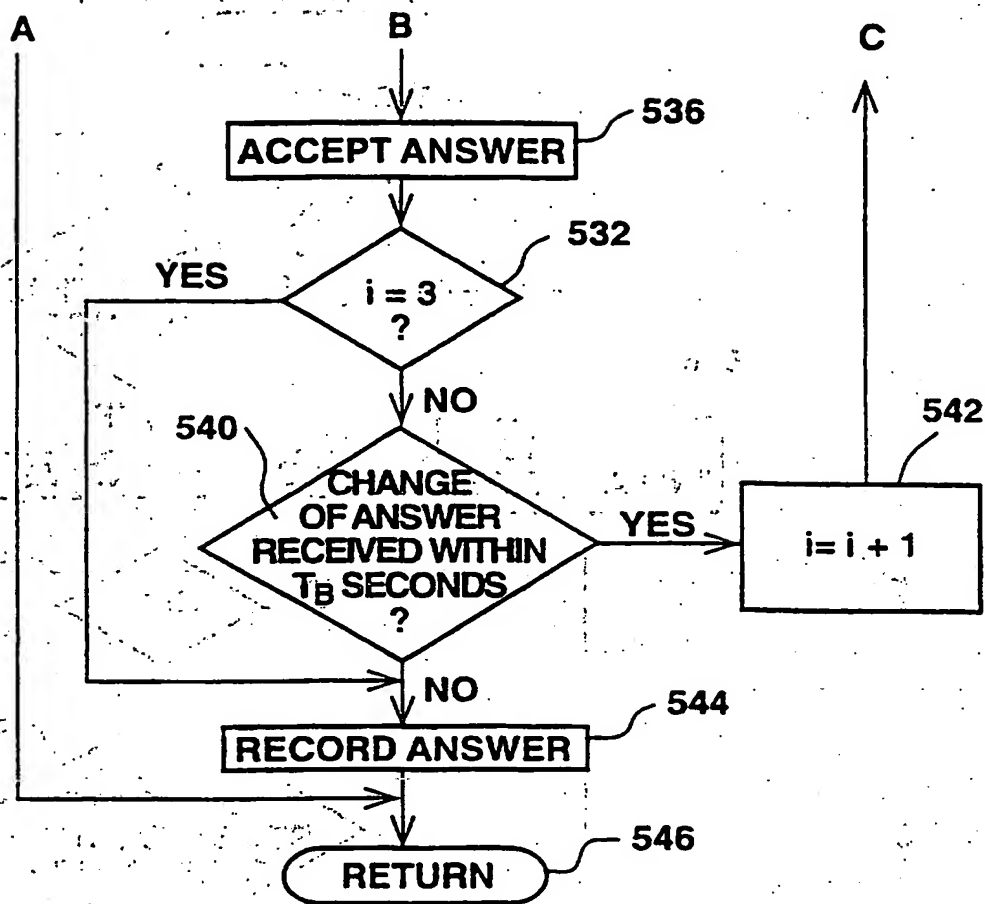 A
B
C
536
ACCEPT ANSWER
532
YES
i = 3
?
NO
540
542
CHANGE
OF ANSWER
RECEIVED WITHIN
TB SECONDS
?
YES
i= i + 1
NO
544
RECORD ANSWER
546
RETURN